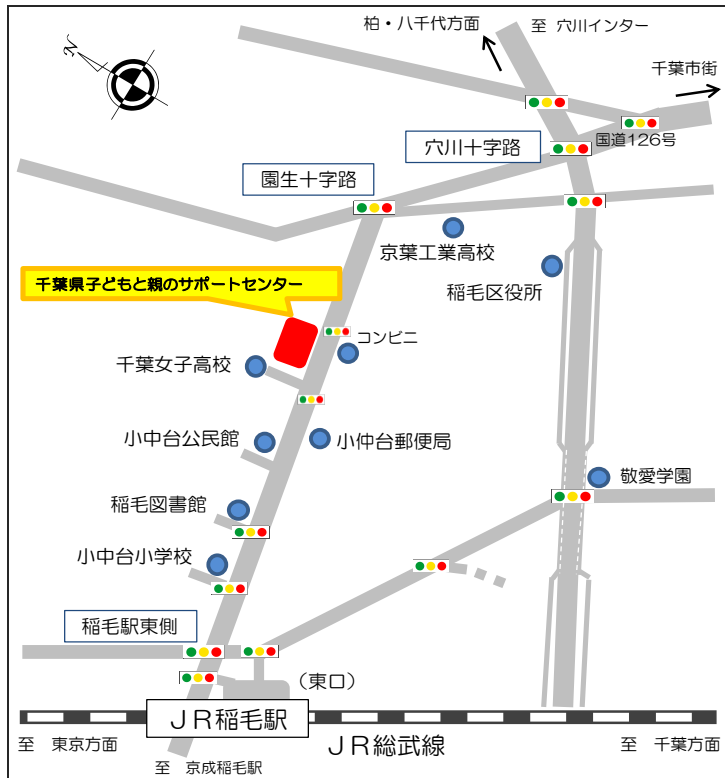 柏・八千代方面
至 穴川インター
千葉市街
N
国道126号
穴川十字路
園生十字路
京葉工業高校
稲毛区役所
千葉県子どもと親のサポートセンター
コンビニ
千葉女子高校
小中台公民館
小仲台郵便局
敬愛学園
稲毛図書館
小中台小学校
稲毛駅東側
（東口）
ＪＲ稲毛駅
至 東京方面
ＪＲ総武線
至 千葉方面
至 京成稲毛駅